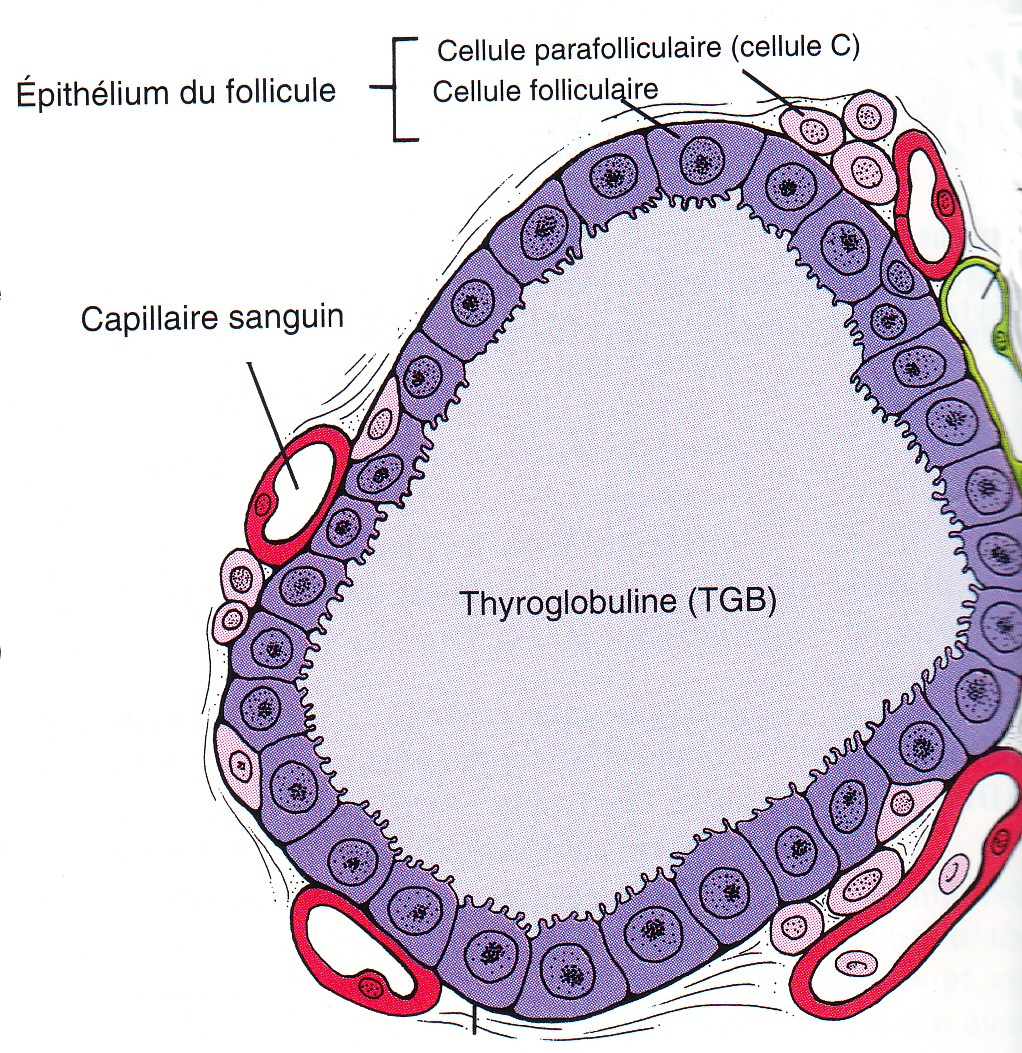 Cellule parafolliculaire (cellule C)
Épithélium du follicule
Cellule folliculaire
Capillaire sanguin
Thyroglobuline (TGB)